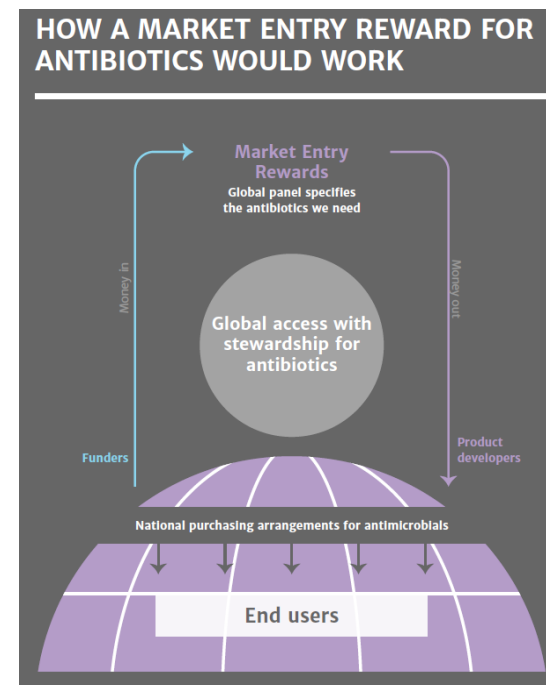 HOW A MARKET ENTRY REWARD FOR
ANTIBIOTICS WOULD WORK
Market Entry
Rewards
Global panel specifies
the antibiotics we need
Money in
Money out
Global access with
stewardship for
antibiotics
Funders
Product
developers
National purchasing arrangements for antimicrobials
End users